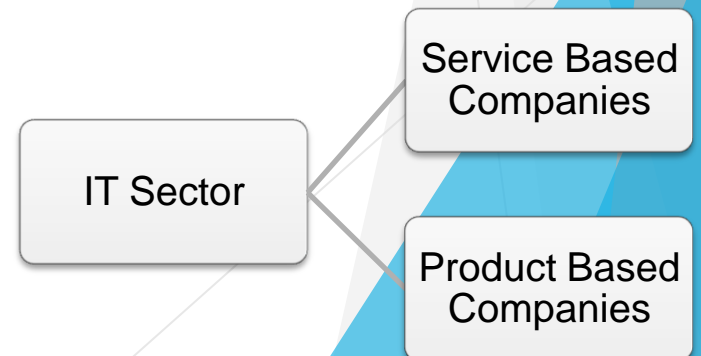 Service Based
Companies
IT Sector
Product Based
Companies